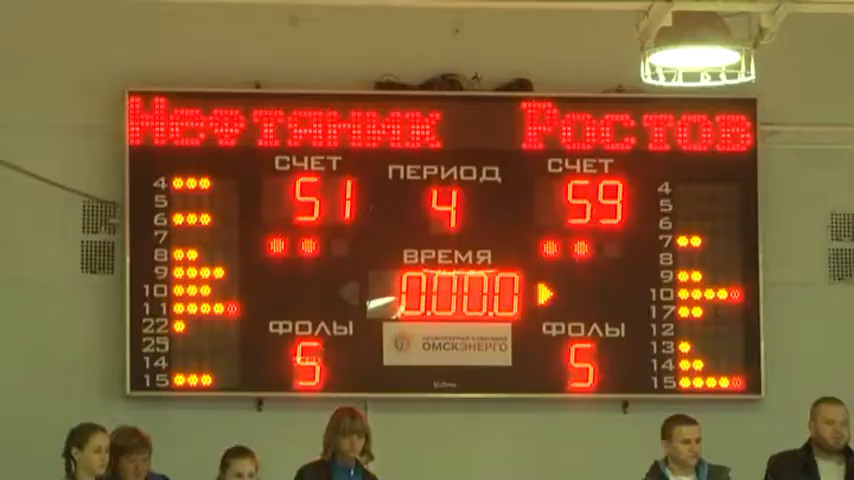 Нефтяник Ростов
СЧЕТ ПЕРИОД СЧЕТ
51 4 59
ВРЕМЯ
0:00.0
ФОЛЫ ФОЛЫ
5 5
ОМСКЭНЕРГО
4 4
5 5
6 6
7 7
8 8
9 9
10 10
11 17
22 12
25 13
14 14
15 15